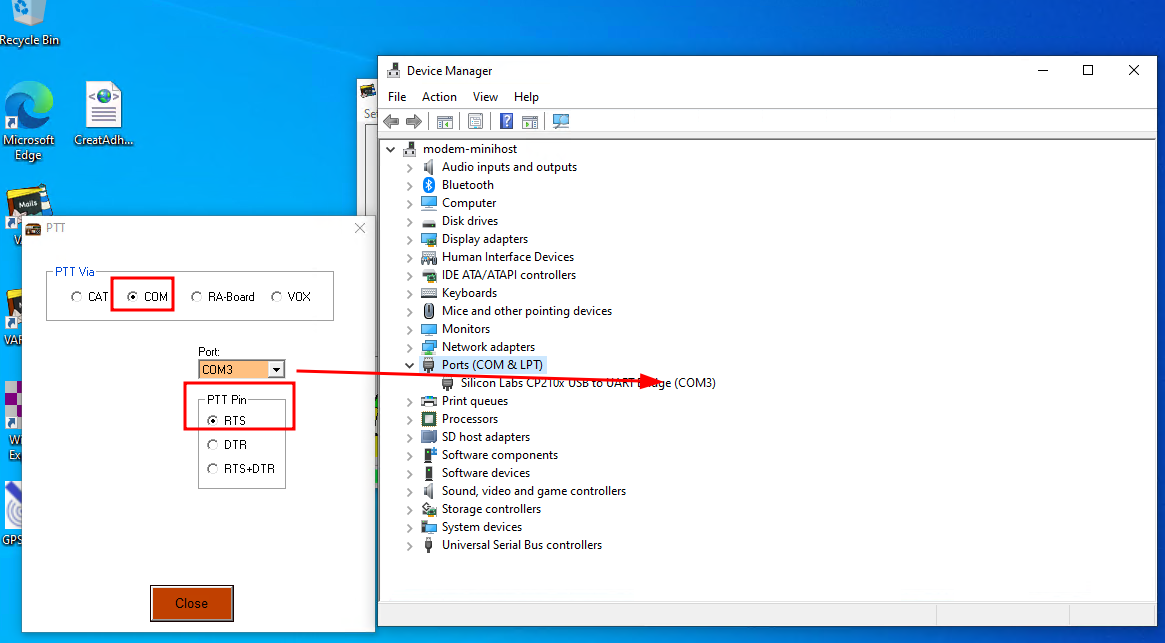 Recycle Bin
Microsoft
Edge
CreatAdh...
Mails
VAR
GPS
PTT
PTT Via
CAT
COM
RA-Board
VOX
Port:
COM3
PTT Pin
RTS
DTR
RTS+DTR
Close
Device Manager
File Action View Help
modem-minihost
Audio inputs and outputs
Bluetooth
Computer
Disk drives
Display adapters
Human Interface Devices
IDE ATA/ATAPI controllers
Keyboards
Mice and other pointing devices
Monitors
Network adapters
Ports (COM & LPT)
Silicon Labs CP210x USB to UART Bridge (COM3)
Print queues
Processors
SD host adapters
Software components
Software devices
Sound, video and game controllers
Storage controllers
System devices
Universal Serial Bus controllers